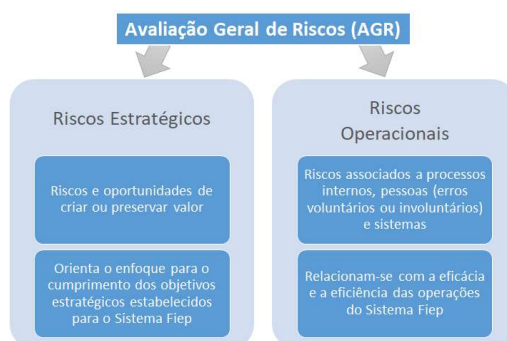 Avaliação Geral de Riscos (AGR)
Riscos Estratégicos
Riscos e oportunidades de
criar ou preservar valor
Orienta o enfoque para o
cumprimento dos objetivos
estratégicos estabelecidos
para o Sistema Fiep
Riscos
Operacionais
Riscos associados a processos
internos, pessoas (erros
voluntários ou involuntários)
e sistemas
Relacionam-se com a eficácia
e a eficiência das operações
do Sistema Fiep